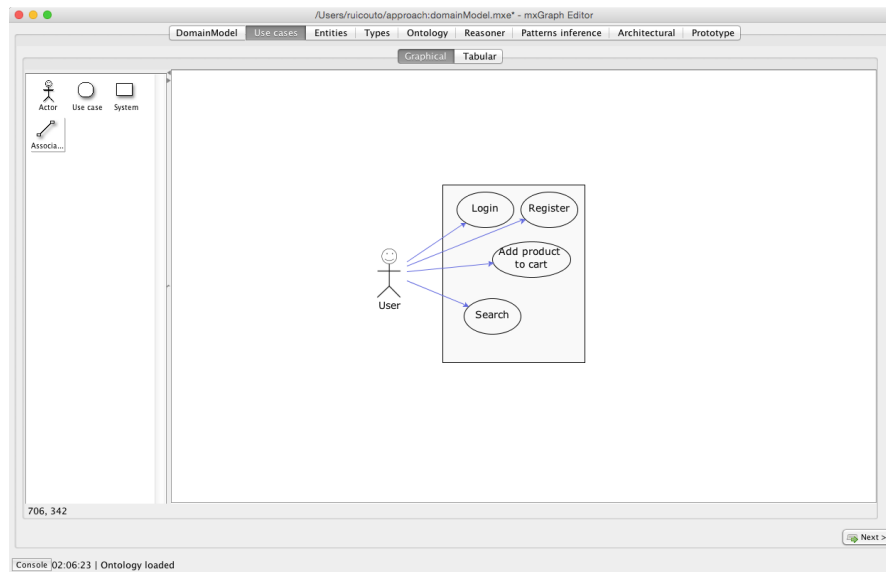 /Users/ruicouto/approach:domainModel.mxe* - mxGraph Editor
DomainModel Use cases Entities Types Ontology Reasoner Patterns inference Architectural Prototype
Graphical Tabular
Actor Use case System
Associa...
Login Register
Add product
to cart
User
Search
706, 342
Next >
Console 02:06:23 | Ontology loaded